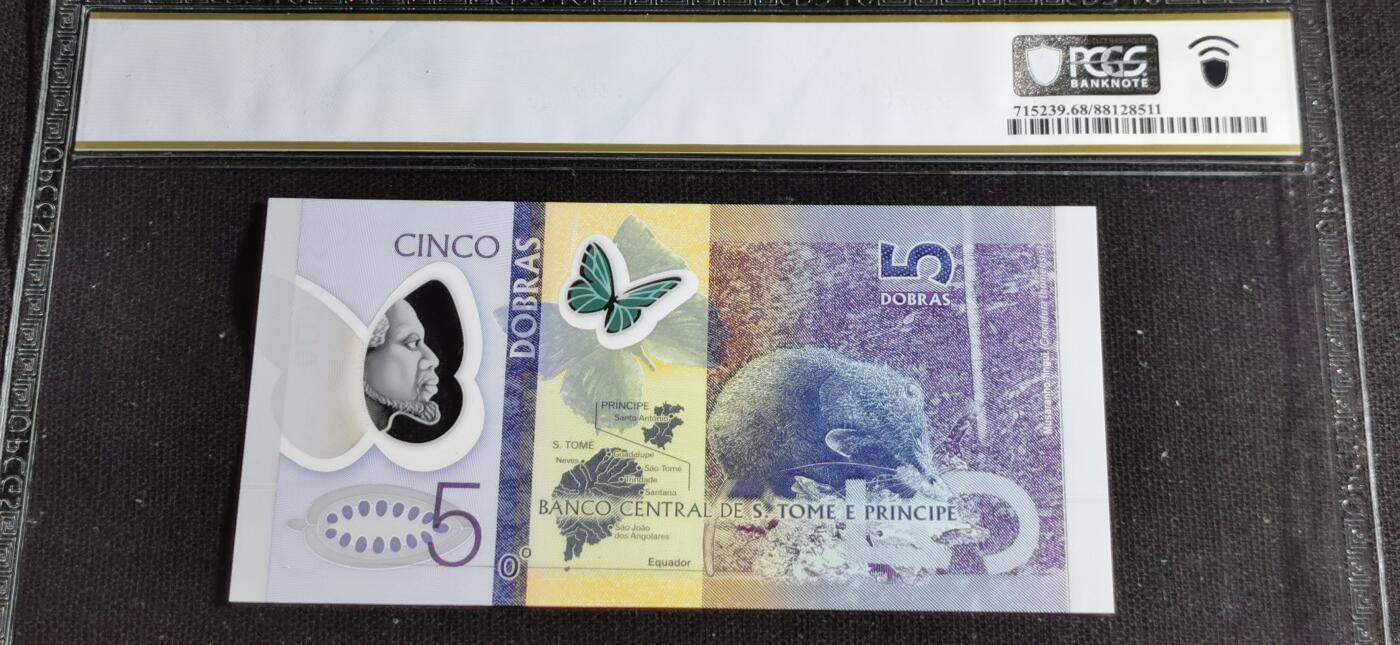 PCGS
BANKNOTE
715239.68/88128511
CINCO
DOBRAS
5
DOBRAS
PRINCIPE
Santo António
S. TOME
Guadalupe
Neves
São Tomé
Trindade
Santana
BANCO CENTRAL DE S. TOME E PRINCIPE
São João
dos Angolares
5
0°
Equador